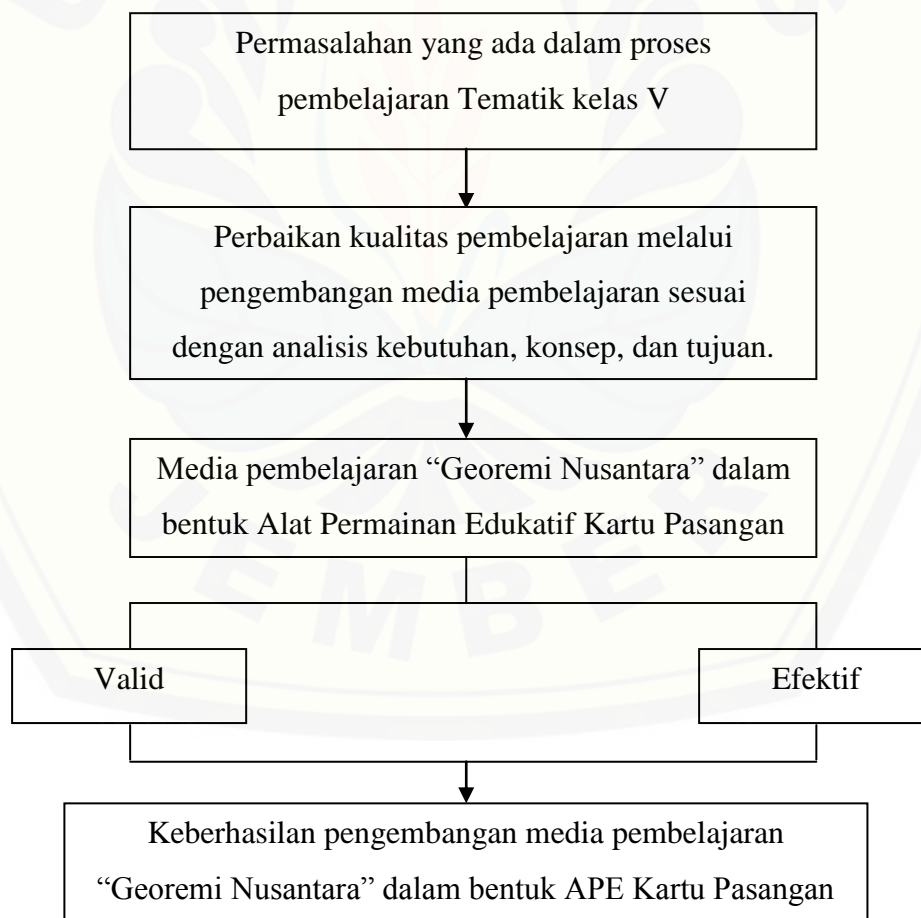 Permasalahan yang ada dalam proses
pembelajaran Tematik kelas V
Perbaikan kualitas pembelajaran melalui
pengembangan media pembelajaran sesuai
dengan analisis kebutuhan, konsep, dan tujuan.
Media pembelajaran “Georemi Nusantara” dalam
bentuk Alat Permainan Edukatif Kartu Pasangan
JEMBER
Valid
Efektif
Keberhasilan pengembangan media pembelajaran
“Georemi Nusantara” dalam bentuk APE Kartu Pasangan